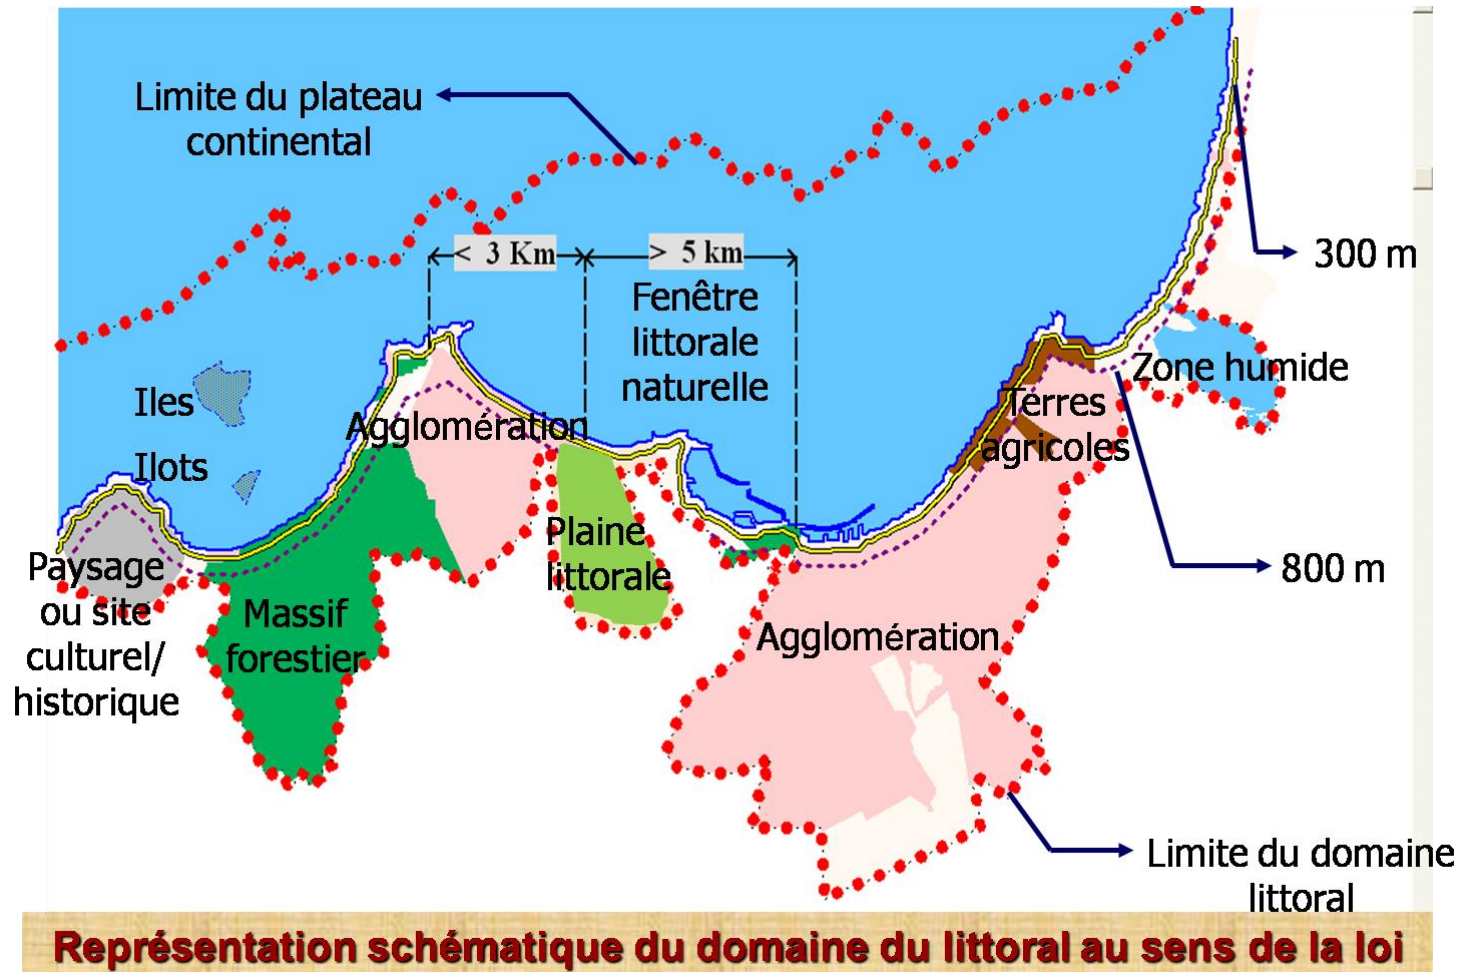 Limite du plateau
continental
< 3 Km
> 5 km
300 m
Fenêtre
littorale
naturelle
Iles
Ilots
Agglomération
Zone humide
Terres
agricoles
Plaine
littorale
Paysage
ou site
culturel/
historique
Massif
forestier
800 m
Agglomération
Limite du domaine
littoral
Représentation schématique du domaine du littoral au sens de la loi